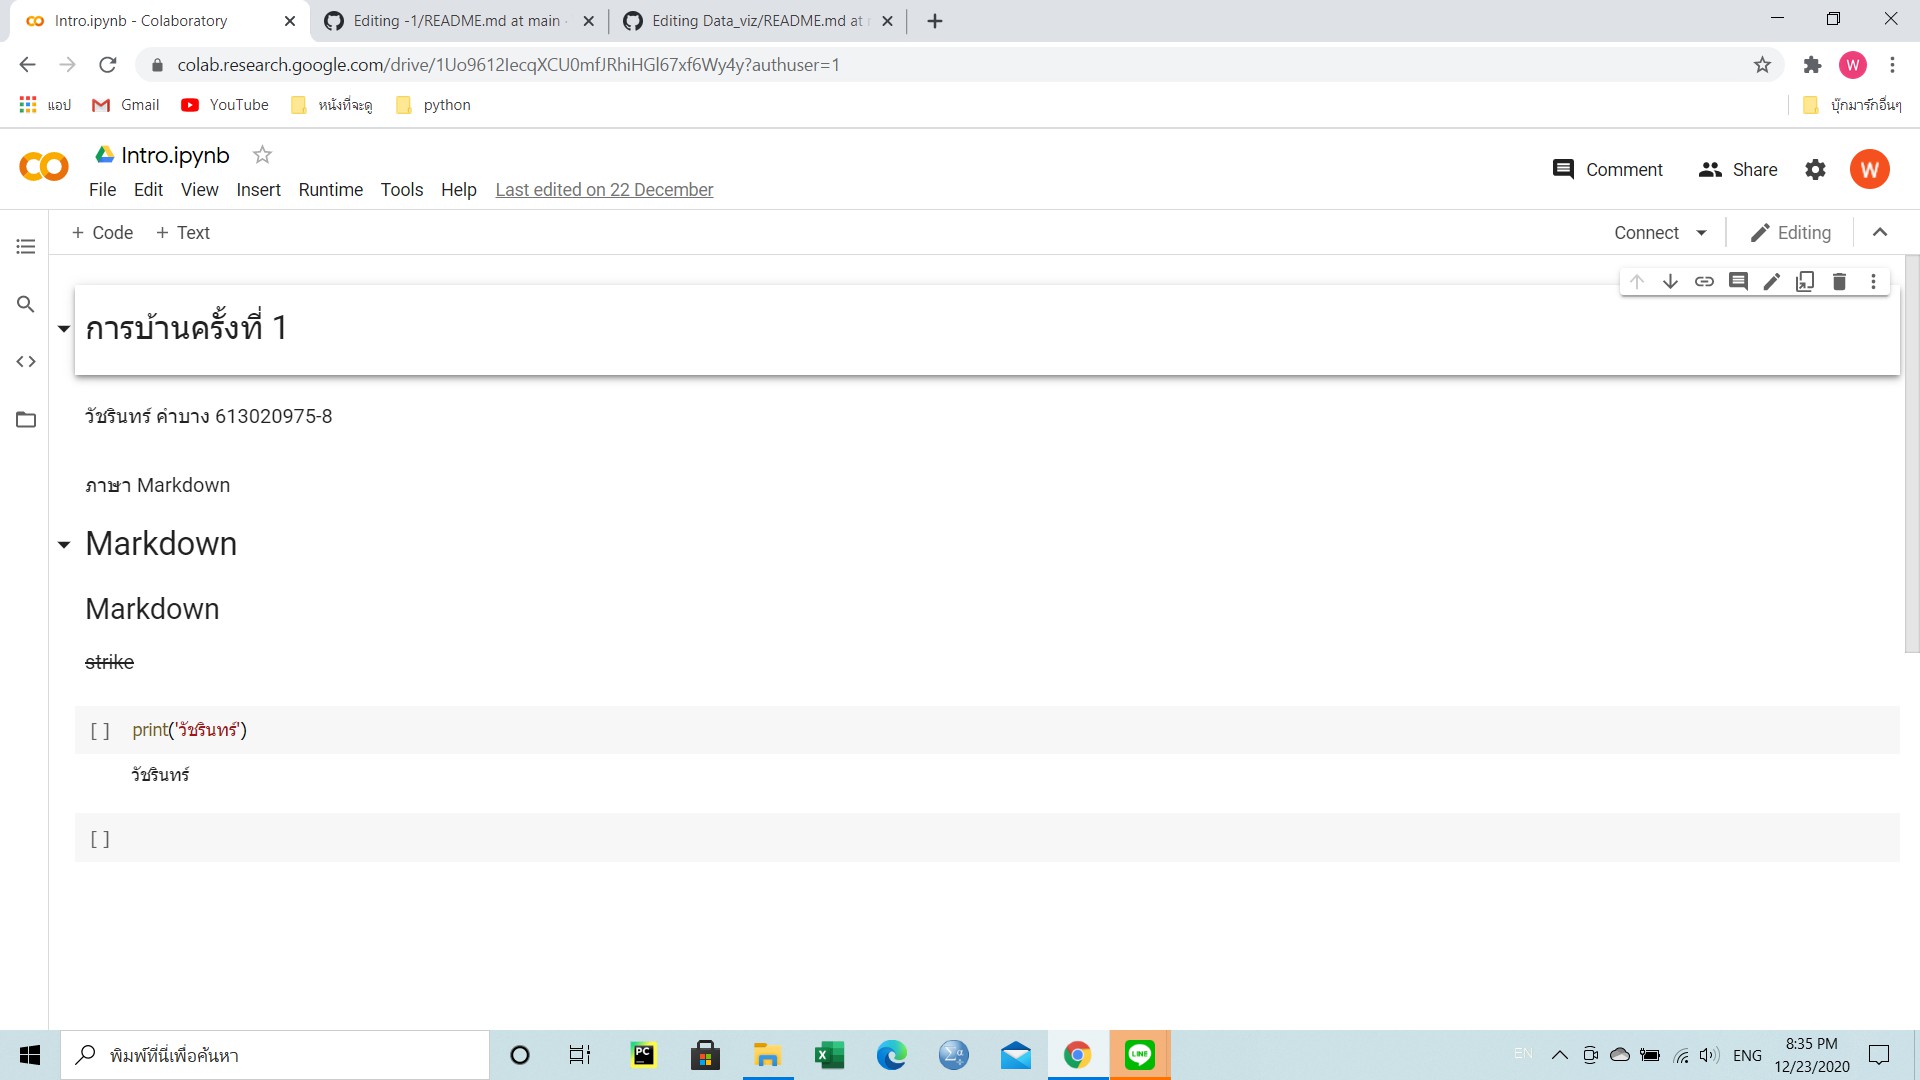 Intro.ipynb - Colaboratory
Editing -1/README.md at main
Editing Data_viz/README.md at
colab.research.google.com/drive/1Uo9612IecqXCU0mfJRhiHGl67xf6Wy4y?authuser=1
W
แอป
Gmail
YouTube
หนังที่จะดู
python
บุ๊กมาร์กอื่นๆ
Intro.ipynb
File Edit View Insert Runtime Tools Help Last edited on 22 December
Comment
Share
W
+ Code + Text
Connect
Editing
การบ้านครั้งที่ 1
วัชรินทร์ คำบาง 613020975-8
ภาษา Markdown
Markdown
Markdown
strike
[ ] print('วัชรินทร์')
วัชรินทร์
[ ]
พิมพ์ที่นี่เพื่อค้นหา
PC
LINE
EN
ENG
8:35 PM
12/23/2020